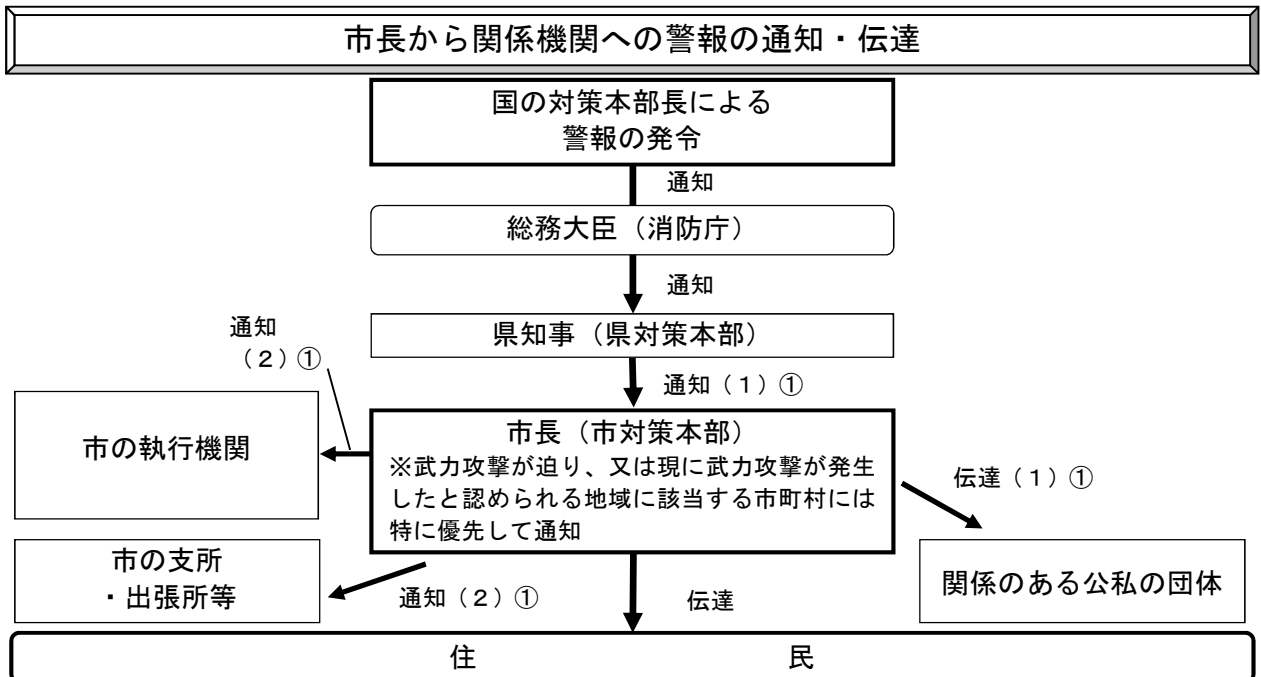 市長から関係機関への警報の通知・伝達
国の対策本部長による
警報の発令
通知
総務大臣（消防庁）
通知
県知事（県対策本部）
通知
（２）①
通知（１）①
市の執行機関
市長（市対策本部）
※武力攻撃が迫り、又は現に武力攻撃が発生
したと認められる地域に該当する市町村には
特に優先して通知
伝達（１）①
市の支所
・出張所等
通知（２）①
伝達
関係のある公私の団体
住　　　　　　　　民